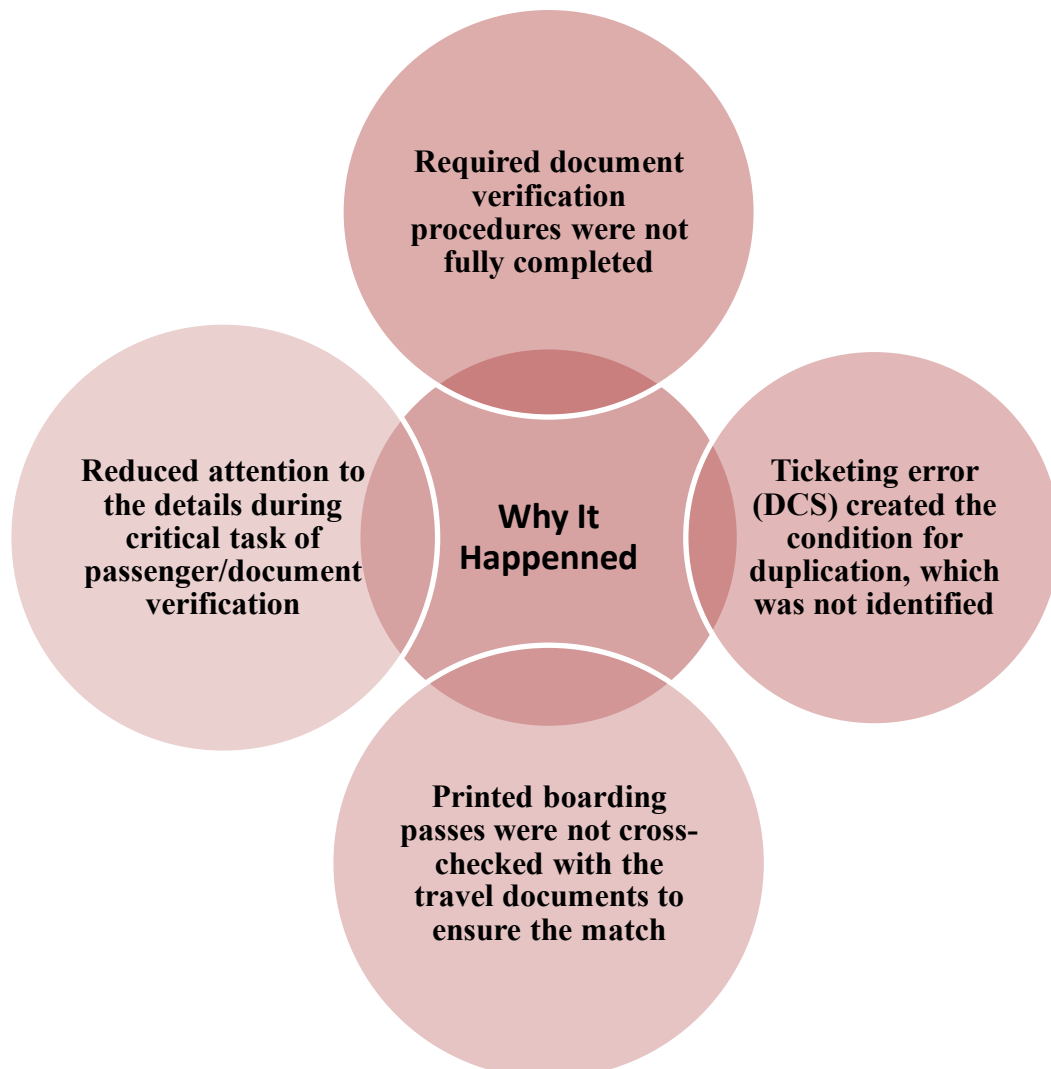 Required document
verification
procedures were not
fully completed
Reduced attention to
the details during
critical task of
passenger/document
verification
Why It
Happenned
Ticketing error
(DCS) created the
condition for
duplication, which
was not identified
Printed boarding
passes were not cross-
checked with the
travel documents to
ensure the match